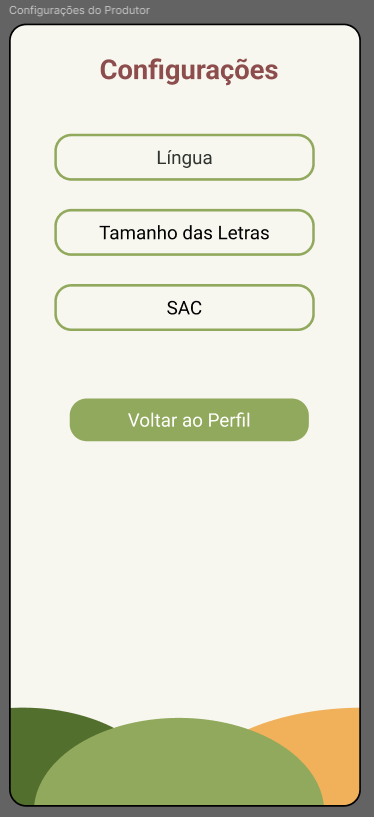 Configurações do Produtor
Configurações
Língua
Tamanho das Letras
SAC
Voltar ao Perfil